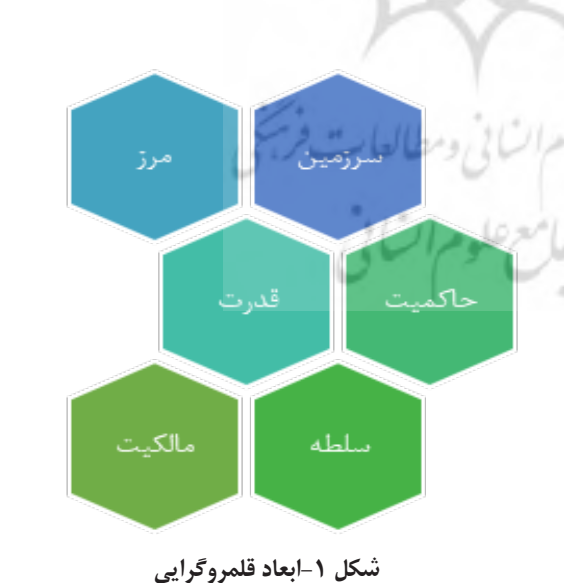 سرزمین
مرز
حاکمیت
قدرت
سلطه
مالکیت
شکل ۱-ابعاد قلمروگرایی